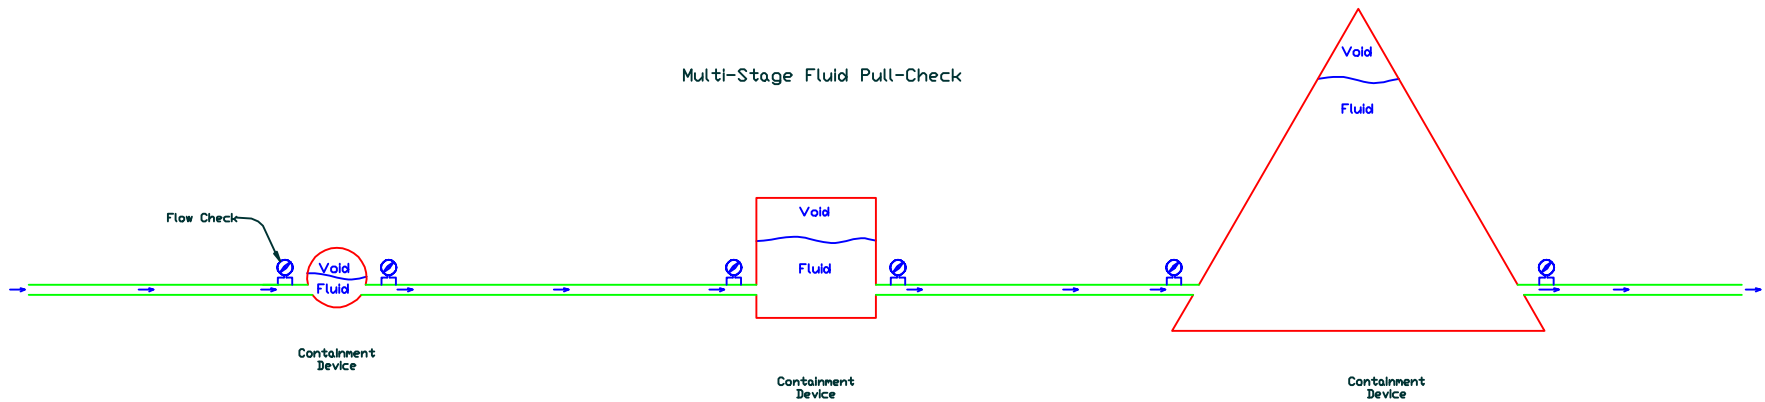 Multi-Stage Fluid Pull-Check
Void
Fluid
Flow Check
Void
Fluid
Void
Fluid
Containment
Device
Containment
Device
Containment
Device